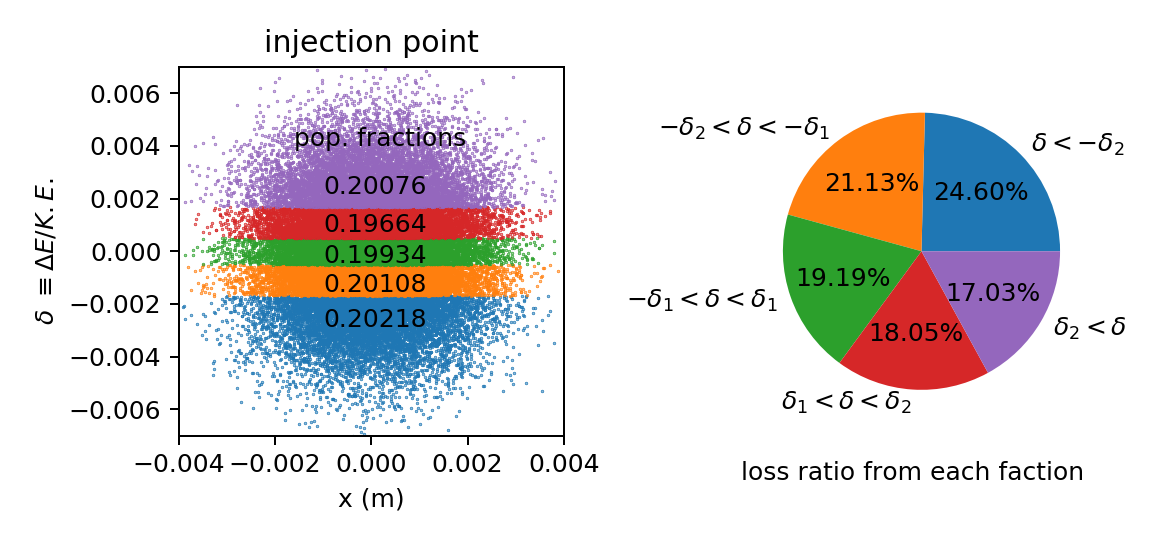 injection point
δ ≡ ΔE/K.E.
0.006
0.004
0.002
0.000
−0.002
−0.004
−0.006
pop. fractions
0.20076
0.19664
0.19934
0.20108
0.20218
−0.004
−0.002
0.000
0.002
0.004
x (m)
−δ₂ < δ < −δ₁
δ < −δ₂
21.13%
24.60%
19.19%
17.03%
−δ₁ < δ < δ₁
18.05%
δ₂ < δ
δ₁ < δ < δ₂
loss ratio from each faction